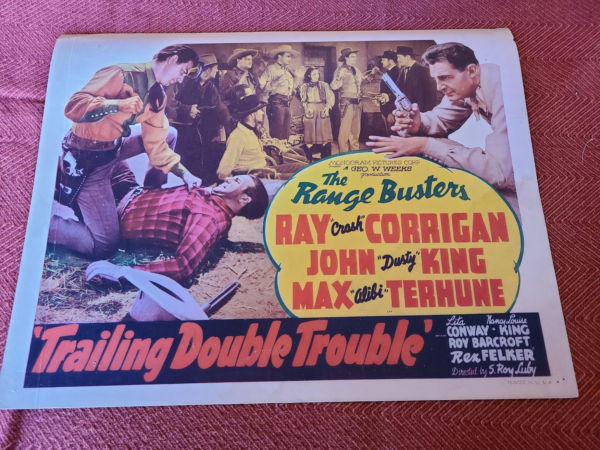 MONOGRAM PICTURES CORP.
A GEO. W. WEEKS
Production
The
Range Busters
RAY "Crash" CORRIGAN
JOHN "Dusty" KING
MAX "Alibi" TERHUNE
'Trailing Double Trouble'
Lita Nancy Louise
CONWAY · KING
ROY BARCROFT
Rex FELKER
Directed by S. Roy Luby